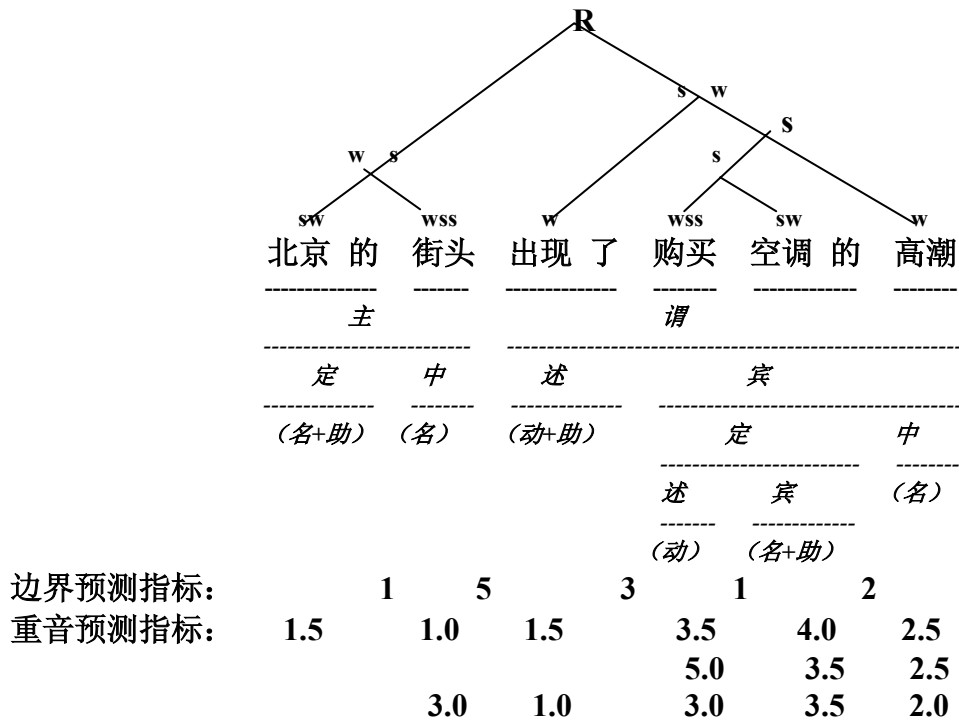 R
s w
s
w s s
sw wss w wss sw w
北京 的 街头 出现 了 购买 空调 的 高潮
主 谓
定 中 述 宾
（名+助） （名） （动+助） 定 中
述 宾 （名）
（动） （名+助）
边界预测指标： 1 5 3 1 2
重音预测指标： 1.5 1.0 1.5 3.5 4.0 2.5
5.0 3.5 2.5
3.0 1.0 3.0 3.5 2.0